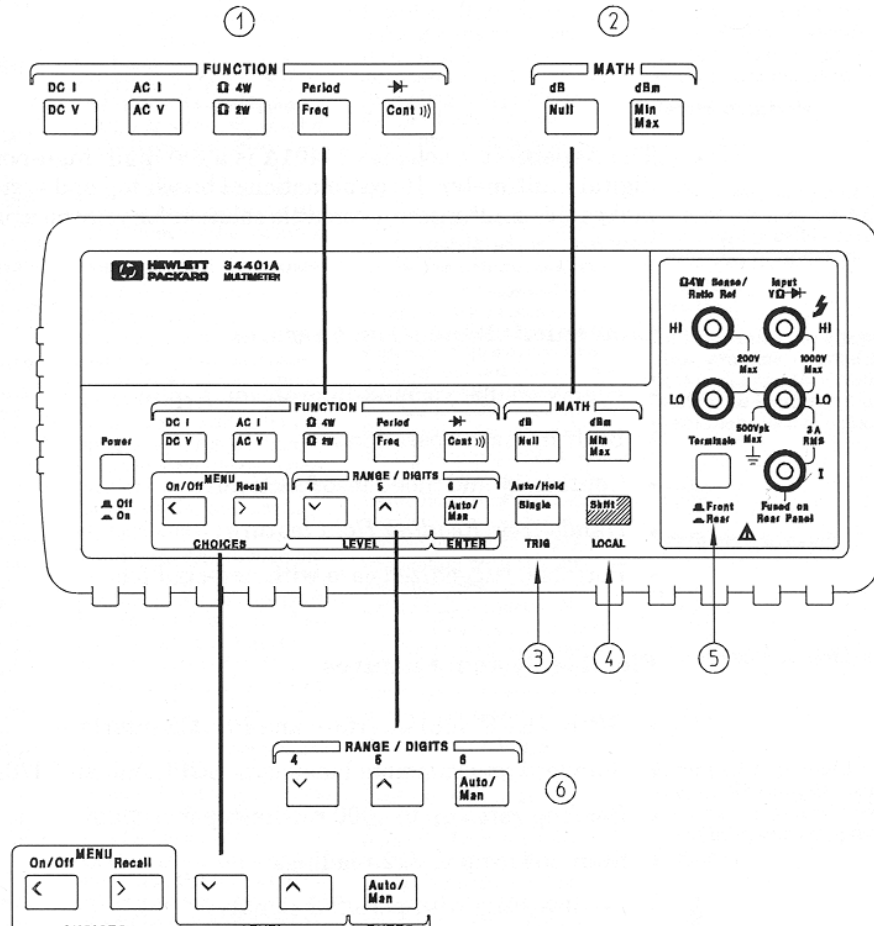 1 2
FUNCTION MATH
DC I AC I Ω 4W Period dB dBm
DC V AC V Ω 2W Freq Cont ))) Null Min Max
hp HEWLETT PACKARD 34401A MULTIMETER
Ω4W Sense/ Ratio Ref Input VΩ
HI HI
200V Max 1000V Max
LO LO
500Vpk Max 3A RMS
Terminals I
Front Rear Fused on Rear Panel
FUNCTION MATH
DC I AC I Ω 4W Period dB dBm
DC V AC V Ω 2W Freq Cont ))) Null Min Max
Power
Off
On
On/Off MENU Recall RANGE / DIGITS Auto/Hold
4 5 6
< > Auto/ Man Single Shift
CHOICES LEVEL ENTER TRIG LOCAL
3 4 5
RANGE / DIGITS
4 5 6
Auto/ Man 6
On/Off MENU Recall
< > Auto/ Man